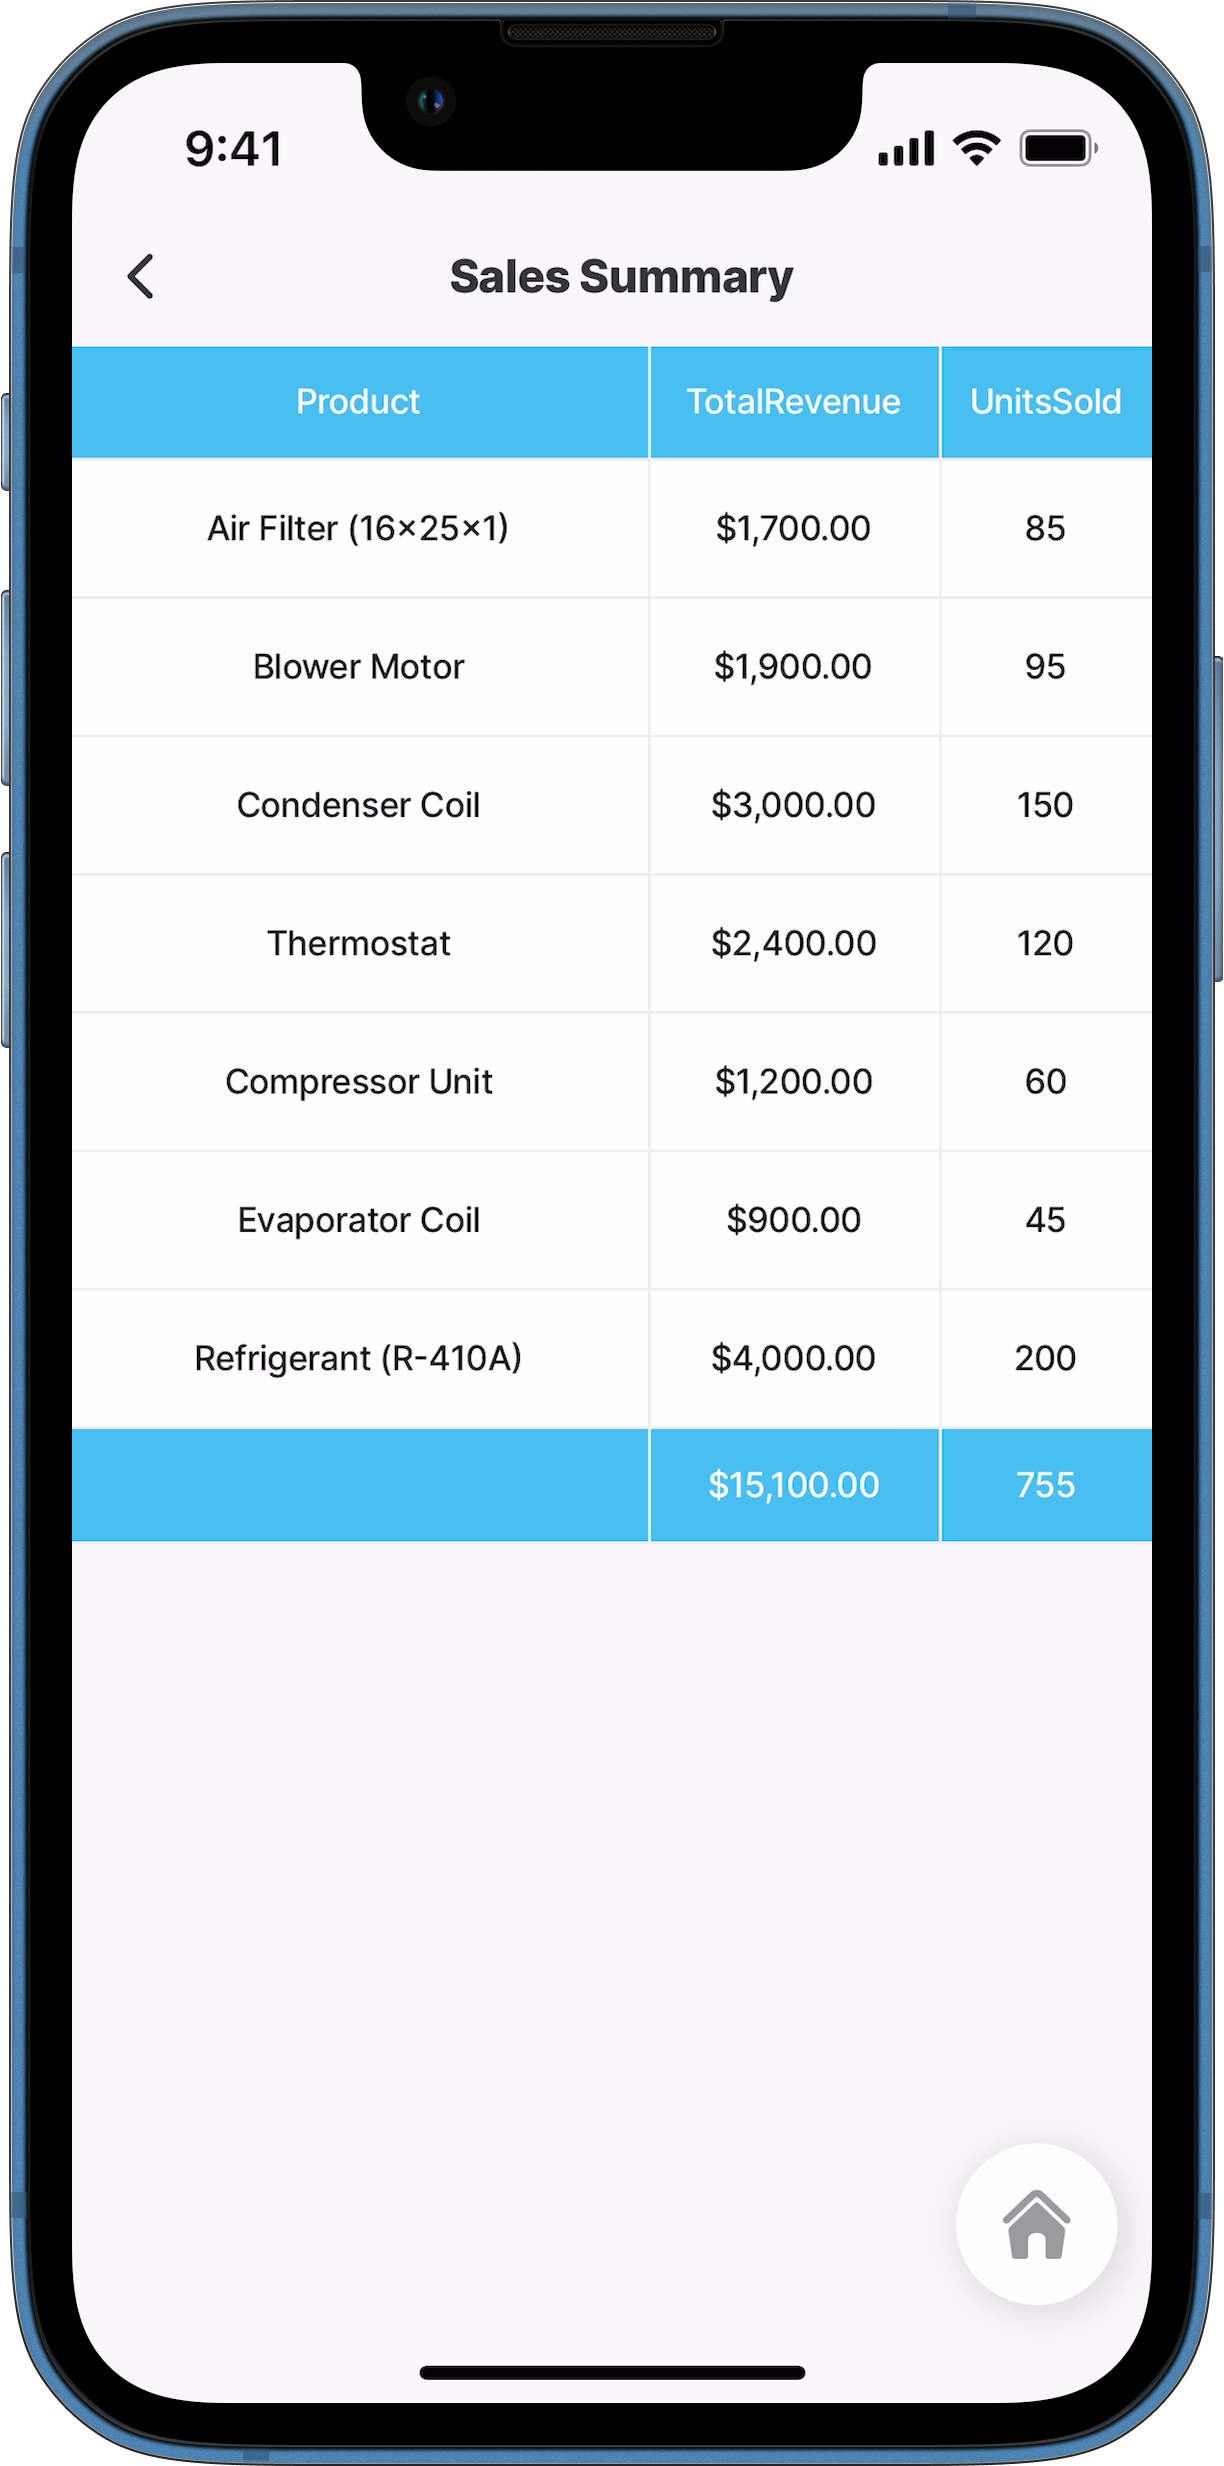 9:41
Sales Summary
Product TotalRevenue UnitsSold
Air Filter (16×25×1) $1,700.00 85
Blower Motor $1,900.00 95
Condenser Coil $3,000.00 150
Thermostat $2,400.00 120
Compressor Unit $1,200.00 60
Evaporator Coil $900.00 45
Refrigerant (R-410A) $4,000.00 200
$15,100.00 755